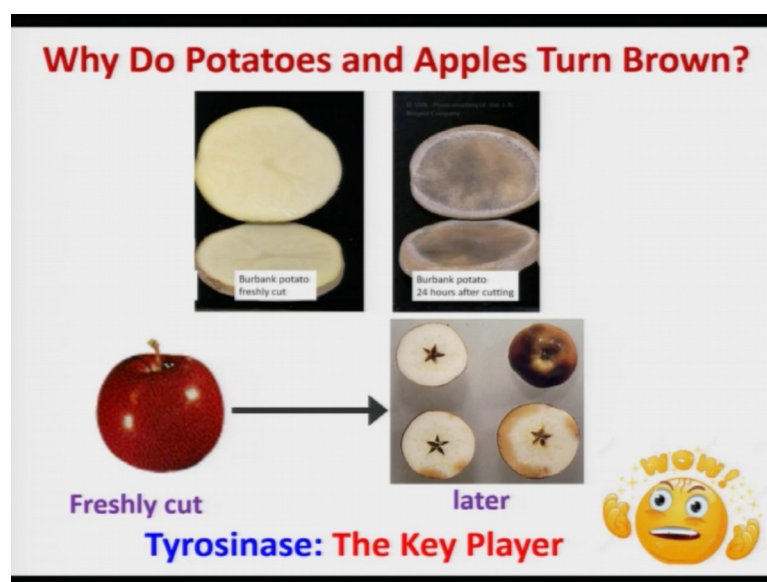 Why Do Potatoes and Apples Turn Brown?
Burbank potato
freshly cut
Burbank potato
24 hours after cutting
Freshly cut
later
WOW!
Tyrosinase: The Key Player